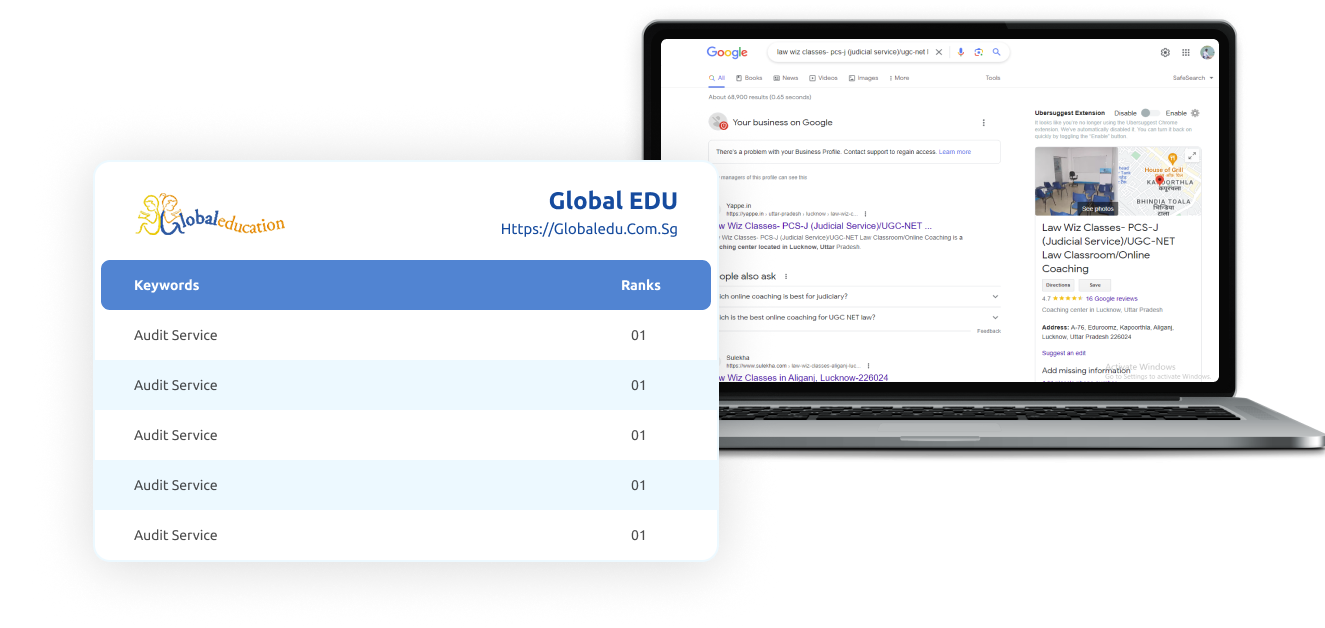 Globaleducation
Global EDU
Https://Globaledu.Com.Sg
Keywords Ranks
Audit Service 01
Audit Service 01
Audit Service 01
Audit Service 01
Audit Service 01
Google
law wiz classes- pcs-j (judicial service)/ugc-net
All Books News Videos Images More Tools SafeSearch
About 68,900 results (0.65 seconds)
Your business on Google
There's a problem with your Business Profile. Contact support to regain access. Learn more
managers of this profile can see this
Yappe.in
https://yappe.in › uttar-pradesh › lucknow › law-wiz-c...
w Wiz Classes- PCS-J (Judicial Service)/UGC-NET ...
Wiz Classes- PCS-J (Judicial Service)/UGC-NET Law Classroom/Online Coaching is a
ching center located in Lucknow, Uttar Pradesh
ople also ask
ich online coaching is best for judiciary?
ch is the best online coaching for UGC NET law?
Feedback
Sulekha
https://www.sulekha.com › law-wiz-classes-aliganj-luc...
w Wiz Classes in Aliganj, Lucknow-226024
Ubersuggest Extension Disable Enable
It looks like you're no longer using the Ubersuggest Chrome
extension. We've automatically disabled it. You can turn it back on
quickly by toggling the "Enable" button.
See photos
House of Grill
KAPOORTHLA
कपूरथला
BHINDIA TOALA
भिन्डिया
टाला
Law Wiz Classes- PCS-J
(Judicial Service)/UGC-NET
Law Classroom/Online
Coaching
Directions Save
4.7 16 Google reviews
Coaching center in Lucknow, Uttar Pradesh
Address: A-76, Eduroomz, Kapoorthla, Aliganj,
Lucknow, Uttar Pradesh 226024
Suggest an edit
Add missing information
Activate Windows
Go to Settings to activate Windows.